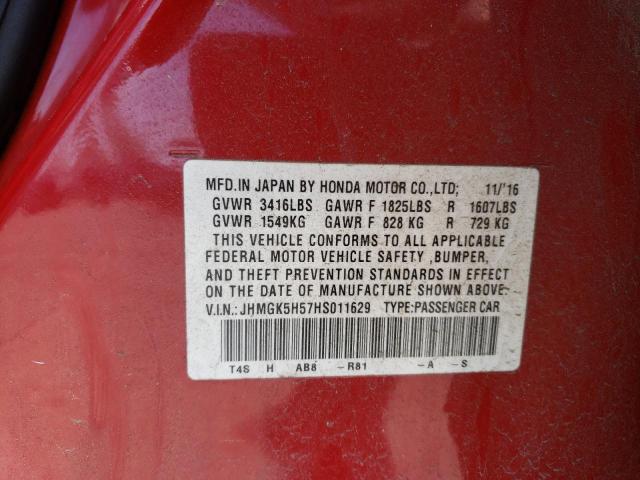 MFD.IN JAPAN BY HONDA MOTOR CO.,LTD; 11/'16
GVWR 3416LBS GAWR F 1825LBS R 1607LBS
GVWR 1549KG GAWR F 828 KG R 729 KG
THIS VEHICLE CONFORMS TO ALL APPLICABLE
FEDERAL MOTOR VEHICLE SAFETY ,BUMPER,
AND THEFT PREVENTION STANDARDS IN EFFECT
ON THE DATE OF MANUFACTURE SHOWN ABOVE.
V.I.N.: JHMGK5H57HS011629 TYPE:PASSENGER CAR
T4S H AB8 -R81 -A -S